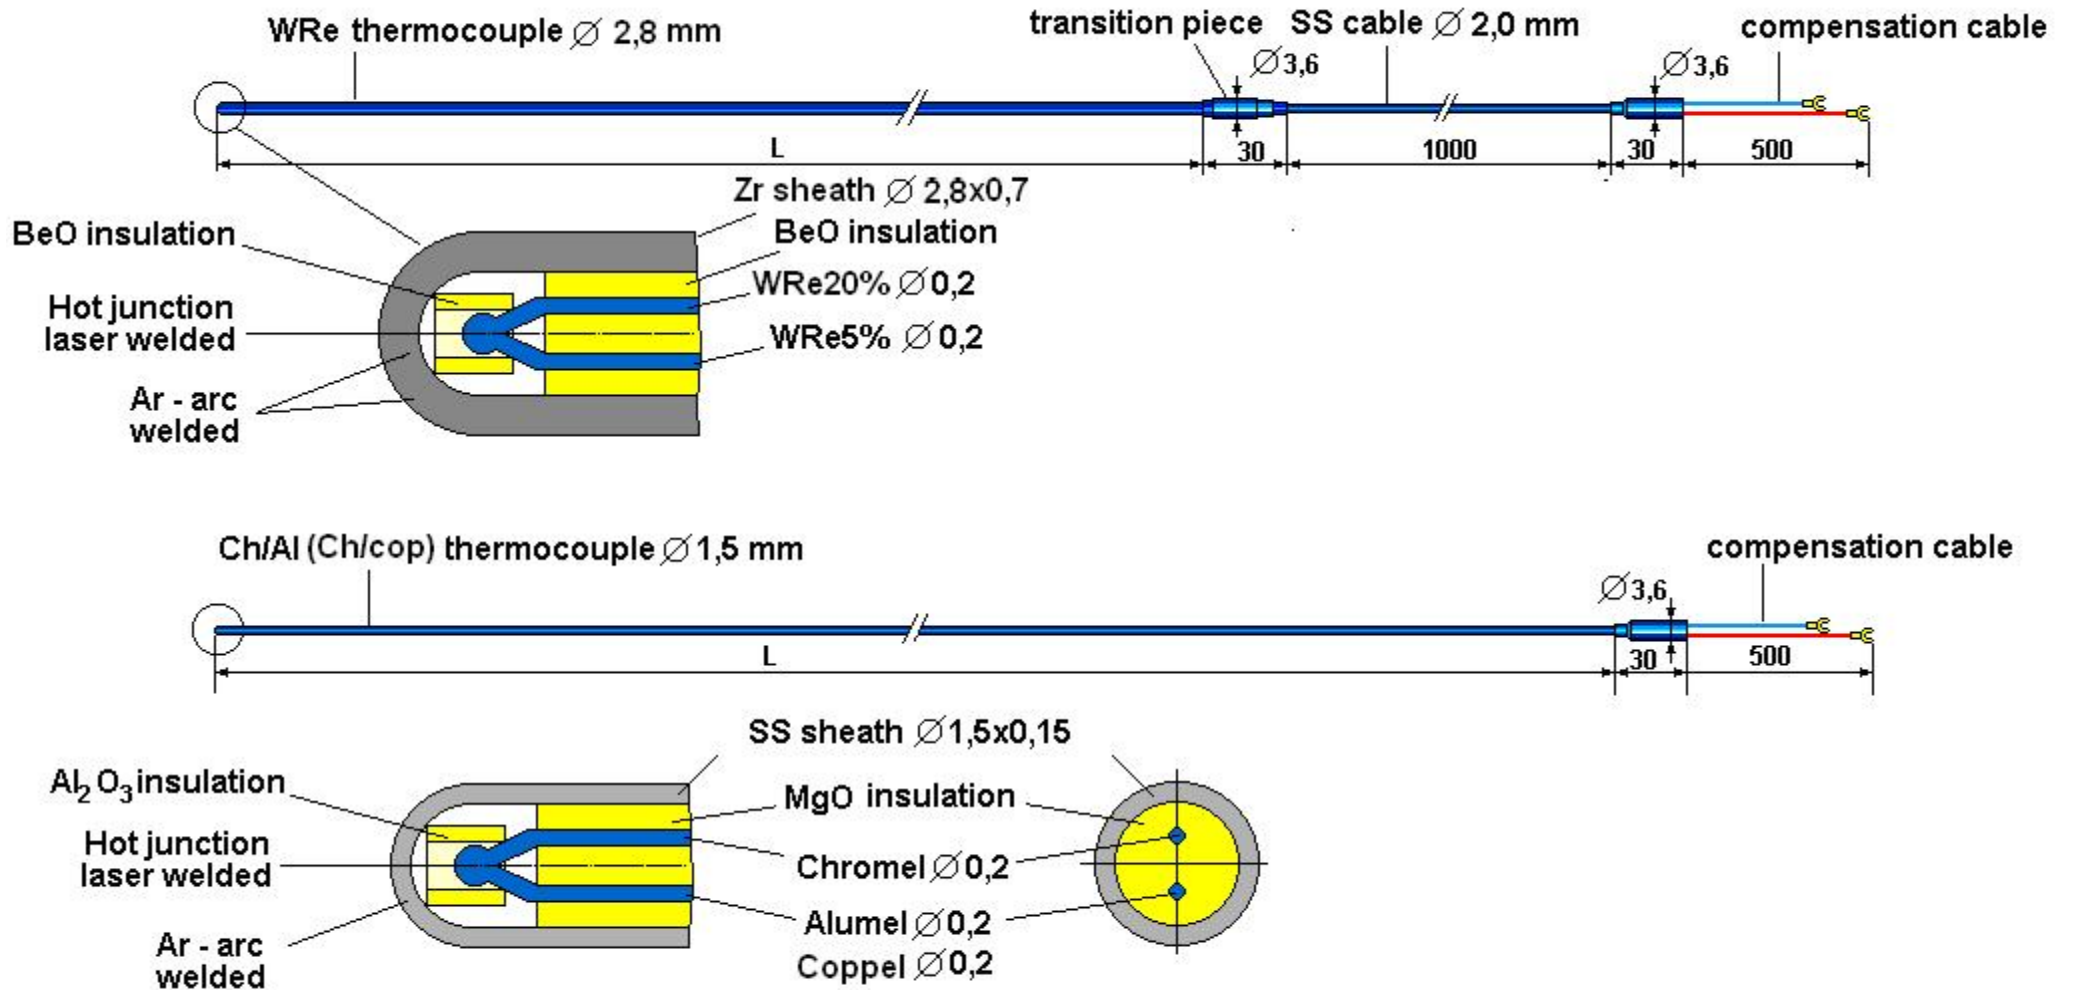 WRe thermocouple ∅ 2,8 mm
transition piece
SS cable ∅ 2,0 mm
compensation cable
∅3,6
∅3,6
L
30
1000
30
500
Zr sheath ∅ 2,8x0,7
BeO insulation
BeO insulation
WRe20% ∅0,2
Hot junction
laser welded
WRe5% ∅0,2
Ar - arc
welded
Ch/Al (Ch/cop) thermocouple ∅1,5 mm
compensation cable
∅3,6
L
30
500
SS sheath ∅1,5x0,15
Al₂O₃ insulation
MgO insulation
Hot junction
laser welded
Chromel ∅0,2
Alumel ∅0,2
Coppel ∅0,2
Ar - arc
welded